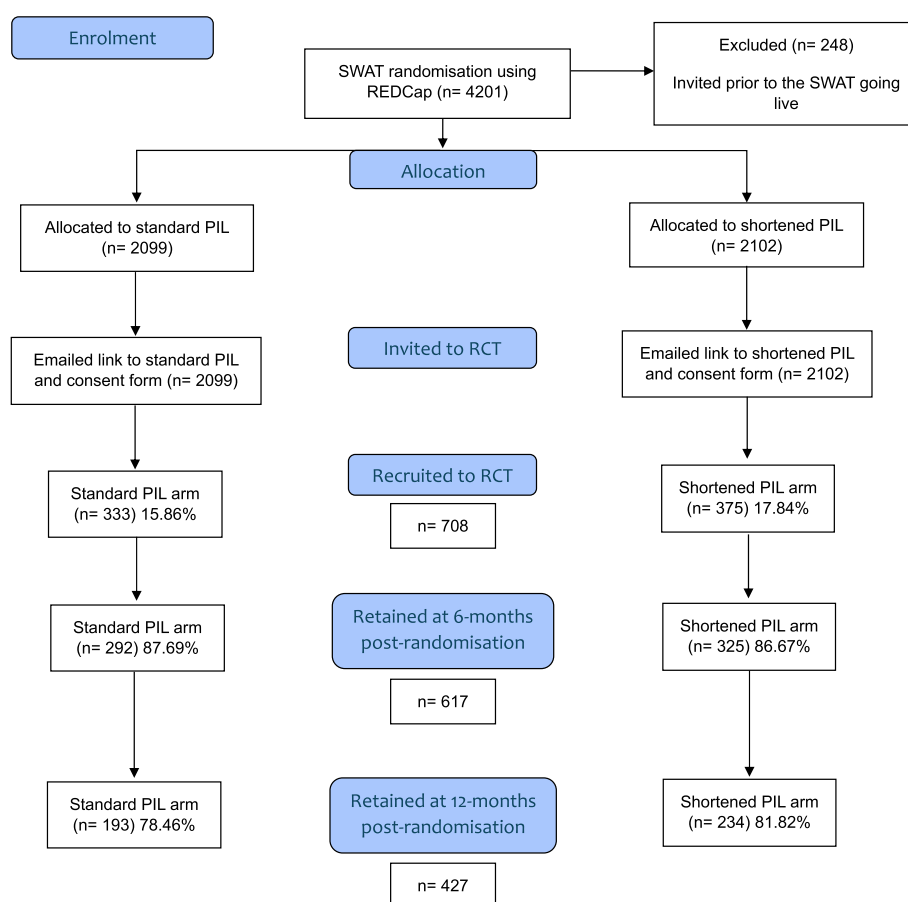 Enrolment
SWAT randomisation using
REDCap (n= 4201)
Excluded (n= 248)
Invited prior to the SWAT going
live
Allocation
Allocated to standard PIL
(n= 2099)
Allocated to shortened PIL
(n= 2102)
Emailed link to standard PIL
and consent form (n= 2099)
Invited to RCT
Emailed link to shortened PIL
and consent form (n= 2102)
Standard PIL arm
(n= 333) 15.86%
Recruited to RCT
n= 708
Shortened PIL arm
(n= 375) 17.84%
Standard PIL arm
(n= 292) 87.69%
Retained at 6-months
post-randomisation
n= 617
Shortened PIL arm
(n= 325) 86.67%
Standard PIL arm
(n= 193) 78.46%
Retained at 12-months
post-randomisation
n= 427
Shortened PIL arm
(n= 234) 81.82%